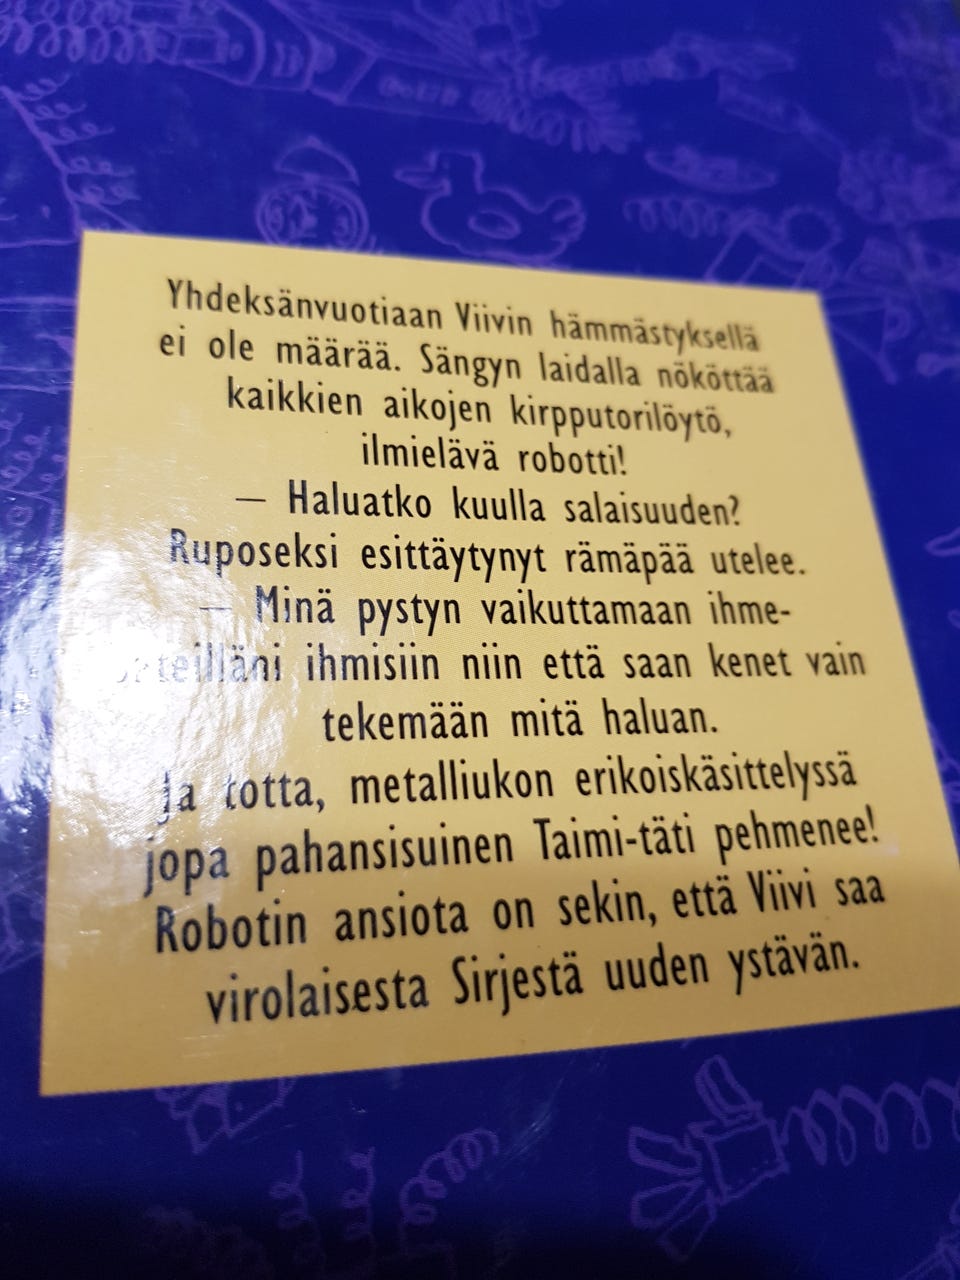 Yhdeksänvuotiaan Viivin hämmästyksellä
ei ole määrää. Sängyn laidalla nököttää
kaikkien aikojen kirpputorilöytö,
ilmielävä robotti!
— Haluatko kuulla salaisuuden?
Ruposeksi esittäytynyt rämäpää utelee.
— Minä pystyn vaikuttamaan ihme-
ihmisiin niin että saan kenet vain
tekemään mitä haluan.
Ja totta, metalliukon erikoiskäsittelyssä
jopa pahansisuinen Taimi-täti pehmenee!
Robotin ansiota on sekin, että Viivi saa
virolaisesta Sirjestä uuden ystävän.